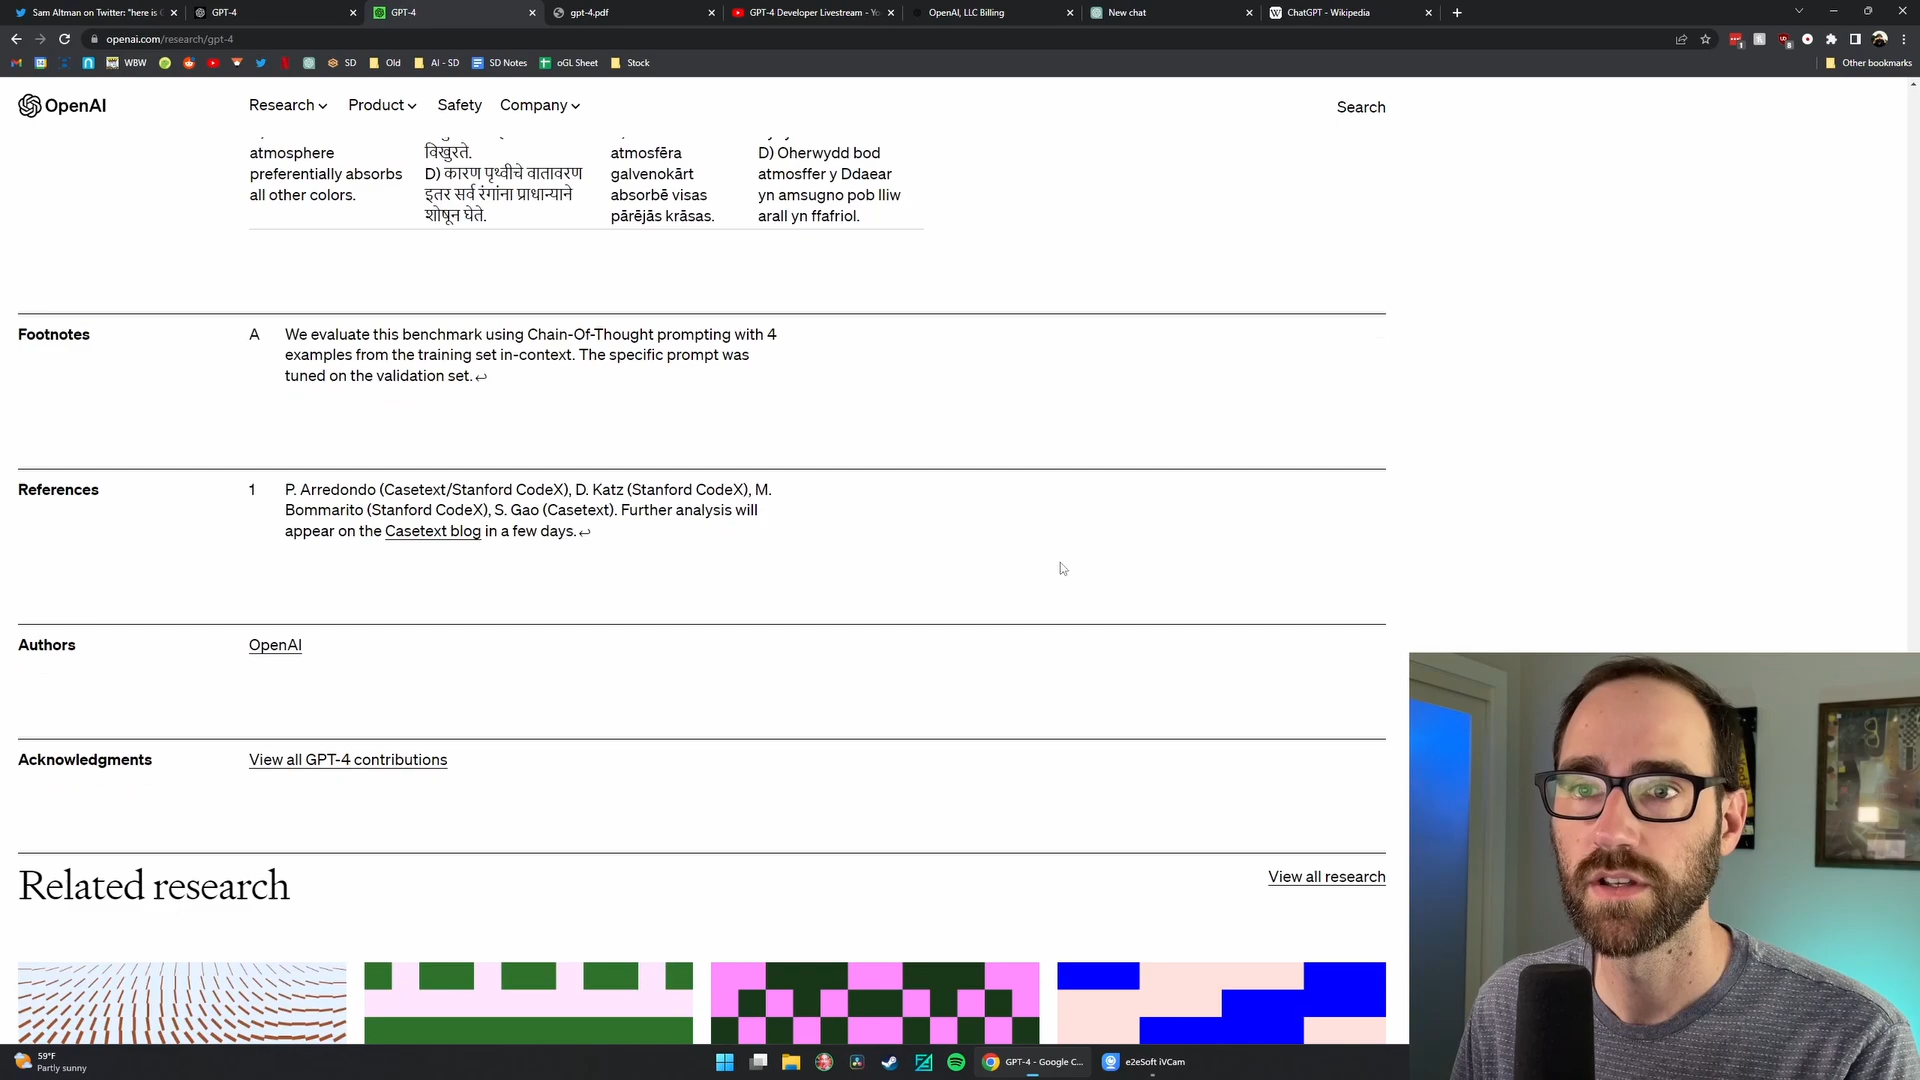 Sam Altman on Twitter: "here is G
GPT-4
GPT-4
gpt-4.pdf
GPT-4 Developer Livestream - Yo
OpenAI, LLC Billing
New chat
ChatGPT - Wikipedia
openai.com/research/gpt-4
WBW
SD
Old
AI - SD
SD Notes
oGL Sheet
Stock
Other bookmarks
OpenAI
Research
Product
Safety
Company
Search
atmosphere
preferentially absorbs
all other colors.
विखुरते.
D) कारण पृथ्वीचे वातावरण
इतर सर्व रंगांना प्राधान्याने
शोषून घेते.
atmosfēra
galvenokārt
absorbē visas
pārējās krāsas.
D) Oherwydd bod
atmosffer y Ddaear
yn amsugno pob lliw
arall yn ffafriol.
Footnotes
A
We evaluate this benchmark using Chain-Of-Thought prompting with 4
examples from the training set in-context. The specific prompt was
tuned on the validation set. ↩
References
1
P. Arredondo (Casetext/Stanford CodeX), D. Katz (Stanford CodeX), M.
Bommarito (Stanford CodeX), S. Gao (Casetext). Further analysis will
appear on the Casetext blog in a few days. ↩
Authors
OpenAI
Acknowledgments
View all GPT-4 contributions
Related research
View all research
59°F
Partly sunny
GPT-4 - Google C...
e2eSoft iVCam